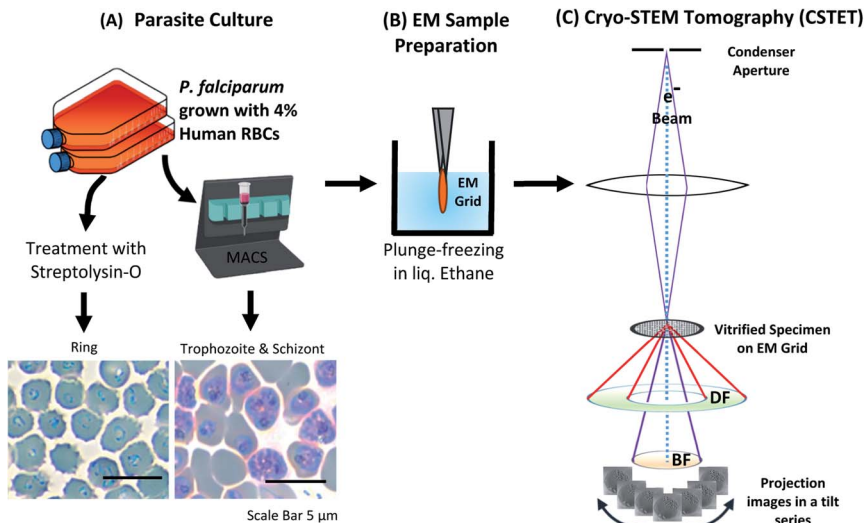 (A) Parasite Culture
P. falciparum
grown with 4%
Human RBCs
Treatment with
Streptolysin-O
MACS
Ring
Trophozoite & Schizont
Scale Bar 5 µm
(B) EM Sample
Preparation
EM
Grid
Plunge-freezing
in liq. Ethane
(C) Cryo-STEM Tomography (CSTET)
Condenser
Aperture
e-
Beam
Vitrified Specimen
on EM Grid
DF
BF
Projection
images in a tilt
series